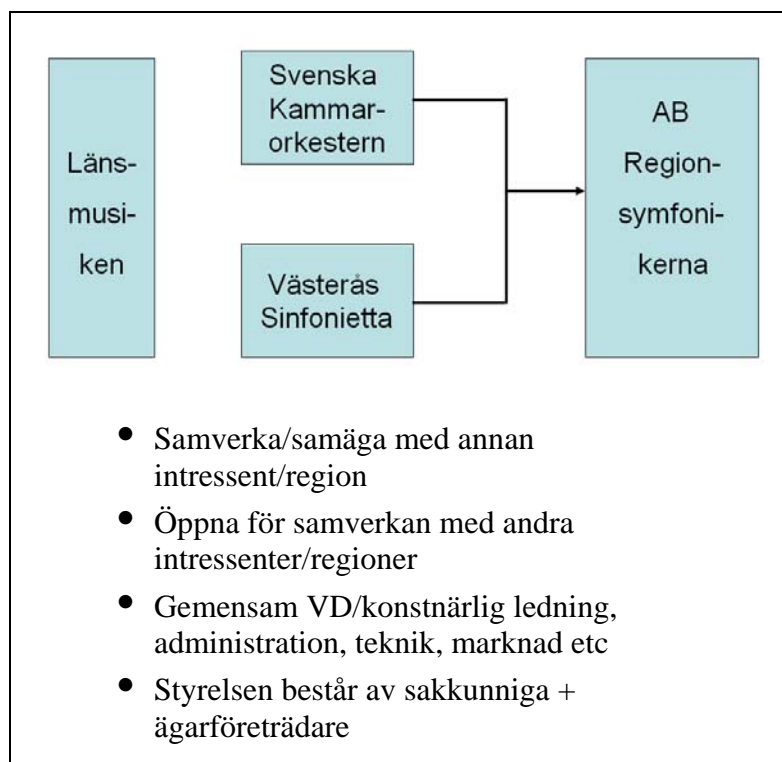 Läns-
musi-
ken
Svenska
Kammar-
orkestern
Västerås
Sinfonietta
AB
Region-
symfoni-
kerna
• Samverka/samäga med annan
intressent/region
• Öppna för samverkan med andra
intressenter/regioner
• Gemensam VD/konstnärlig ledning,
administration, teknik, marknad etc
• Styrelsen består av sakkunniga +
ägarföreträdare